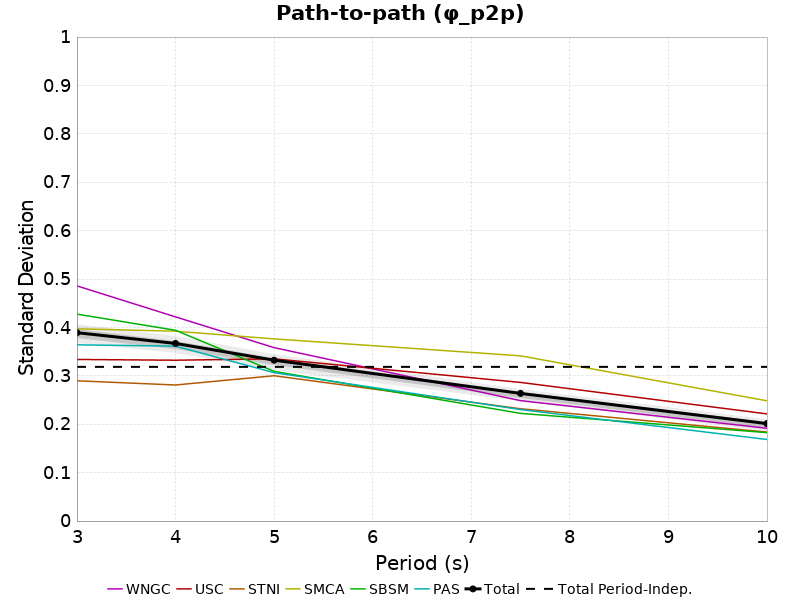 Path-to-path (φ_p2p)
1
0.9
0.8
0.7
0.6
0.5
0.4
0.3
0.2
0.1
0
Standard Deviation
3 4 5 6 7 8 9 10
Period (s)
WNGC USC STNI SMCA SBSM PAS Total Total Period-Indep.